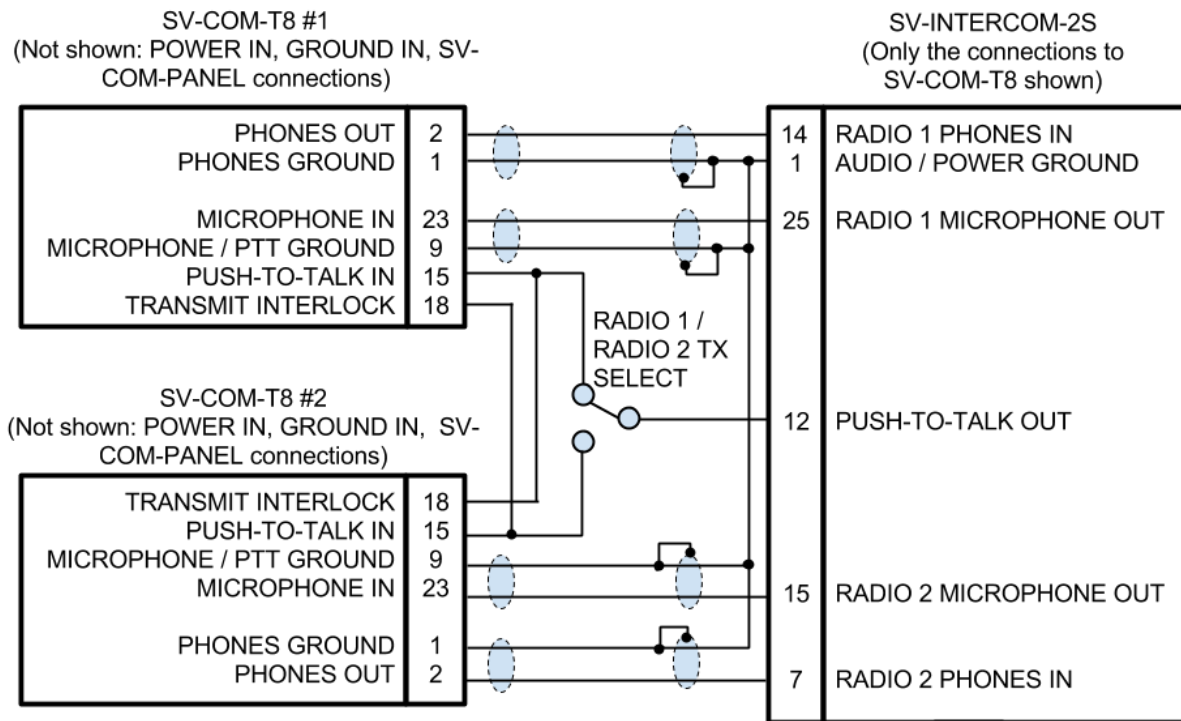 SV-COM-T8 #1
(Not shown: POWER IN, GROUND IN, SV-
COM-PANEL connections)
SV-INTERCOM-2S
(Only the connections to
SV-COM-T8 shown)
PHONES OUT 2
PHONES GROUND 1
MICROPHONE IN 23
MICROPHONE / PTT GROUND 9
PUSH-TO-TALK IN 15
TRANSMIT INTERLOCK 18
14 RADIO 1 PHONES IN
1 AUDIO / POWER GROUND
25 RADIO 1 MICROPHONE OUT
RADIO 1 /
RADIO 2 TX
SELECT
12 PUSH-TO-TALK OUT
SV-COM-T8 #2
(Not shown: POWER IN, GROUND IN, SV-
COM-PANEL connections)
TRANSMIT INTERLOCK 18
PUSH-TO-TALK IN 15
MICROPHONE / PTT GROUND 9
MICROPHONE IN 23
PHONES GROUND 1
PHONES OUT 2
15 RADIO 2 MICROPHONE OUT
7 RADIO 2 PHONES IN